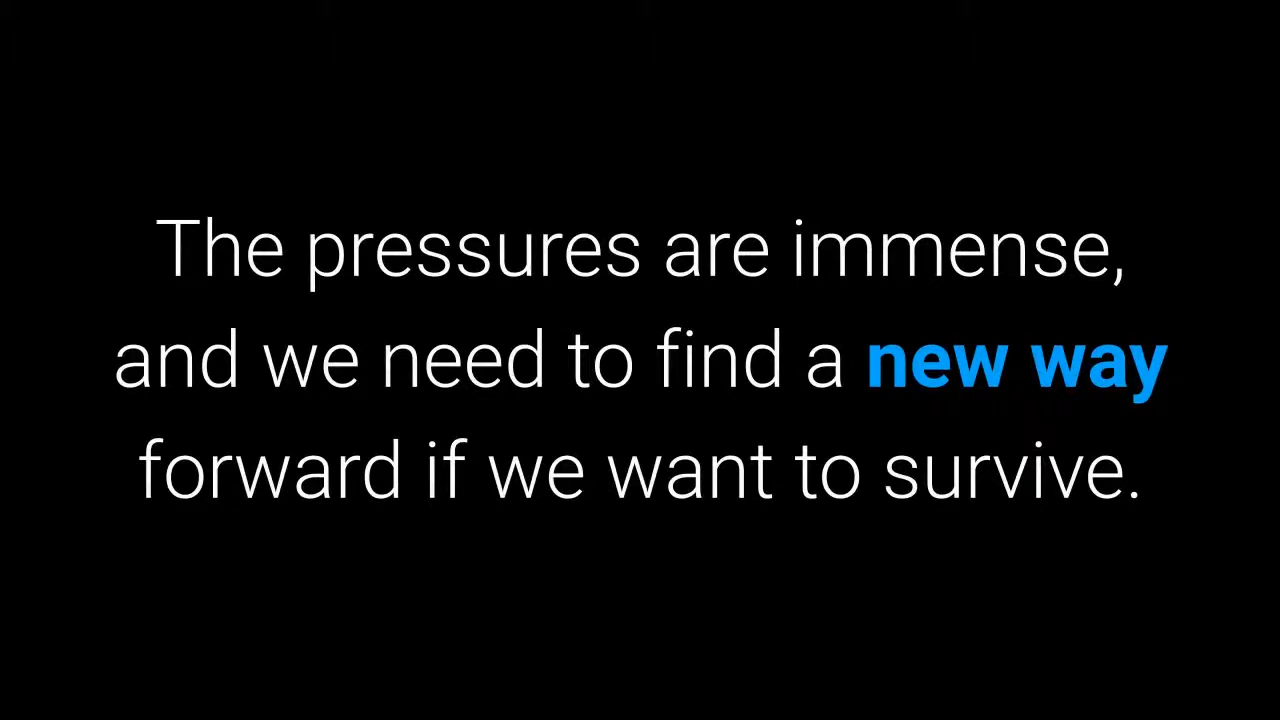 The pressures are immense,
and we need to find a new way
forward if we want to survive.